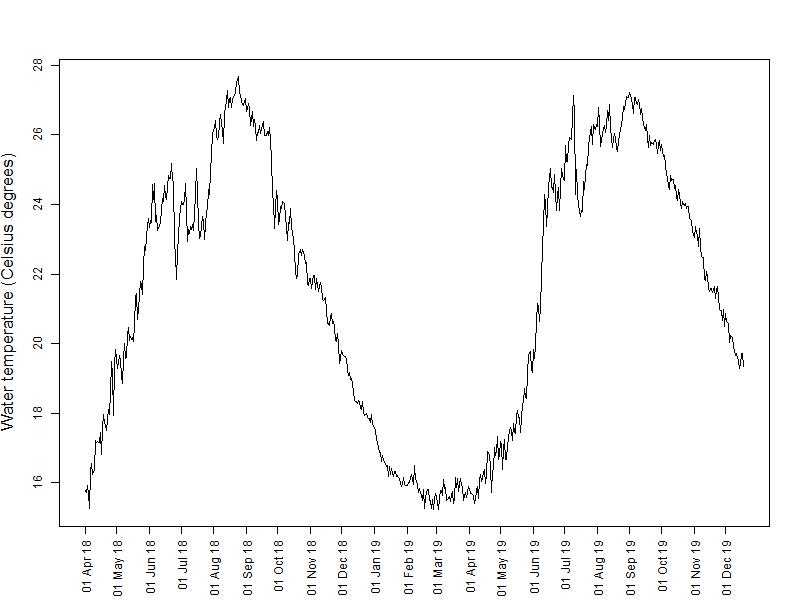 Water temperature (Celsius degrees)
28
26
24
22
20
18
16
01 Apr 18
01 May 18
01 Jun 18
01 Jul 18
01 Aug 18
01 Sep 18
01 Oct 18
01 Nov 18
01 Dec 18
01 Jan 19
01 Feb 19
01 Mar 19
01 Apr 19
01 May 19
01 Jun 19
01 Jul 19
01 Aug 19
01 Sep 19
01 Oct 19
01 Nov 19
01 Dec 19